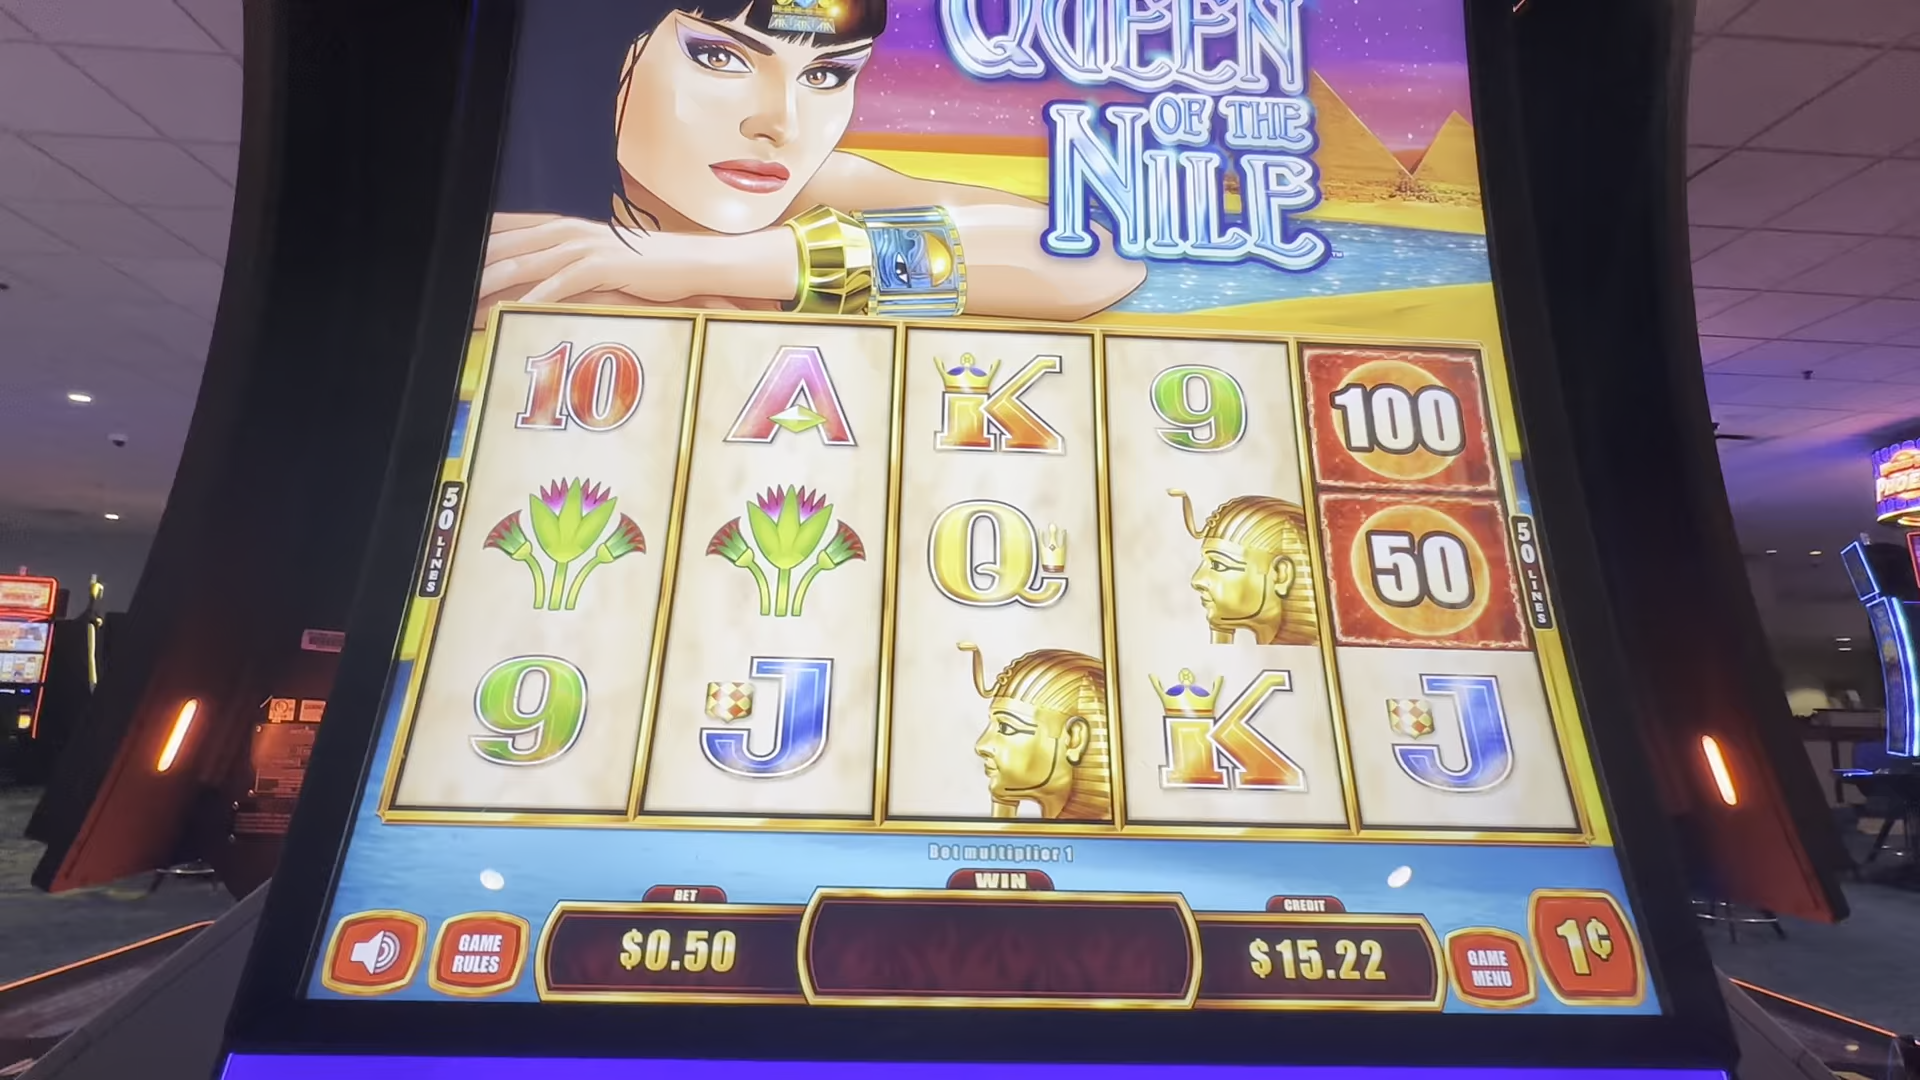 QUEEN
OF THE
NILE
TM
10 A K 9 100
50 LINES
Q 50
50 LINES
9 J K J
Bet multiplier 1
BET
WIN
CREDIT
GAME
RULES
$0.50
$15.22
GAME
MENU
1¢